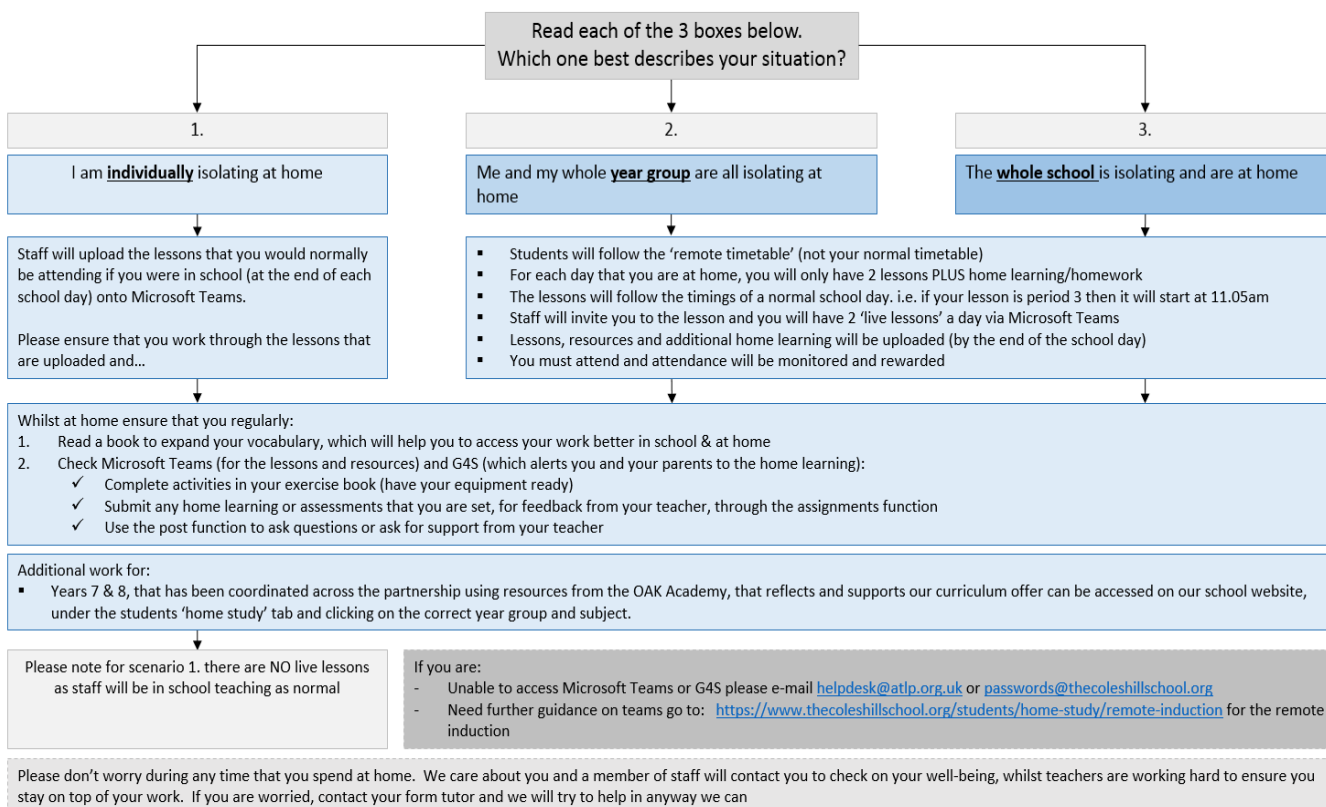 Read each of the 3 boxes below.
Which one best describes your situation?
1.
2.
3.
I am individually isolating at home
Me and my whole year group are all isolating at
home
The whole school is isolating and are at home
Staff will upload the lessons that you would normally
be attending if you were in school (at the end of each
school day) onto Microsoft Teams.
Please ensure that you work through the lessons that
are uploaded and...
▪ Students will follow the ‘remote timetable’ (not your normal timetable)
▪ For each day that you are at home, you will only have 2 lessons PLUS home learning/homework
▪ The lessons will follow the timings of a normal school day. i.e. if your lesson is period 3 then it will start at 11.05am
▪ Staff will invite you to the lesson and you will have 2 ‘live lessons’ a day via Microsoft Teams
▪ Lessons, resources and additional home learning will be uploaded (by the end of the school day)
▪ You must attend and attendance will be monitored and rewarded
Whilst at home ensure that you regularly:
1. Read a book to expand your vocabulary, which will help you to access your work better in school & at home
2. Check Microsoft Teams (for the lessons and resources) and G4S (which alerts you and your parents to the home learning):
✓ Complete activities in your exercise book (have your equipment ready)
✓ Submit any home learning or assessments that you are set, for feedback from your teacher, through the assignments function
✓ Use the post function to ask questions or ask for support from your teacher
Additional work for:
▪ Years 7 & 8, that has been coordinated across the partnership using resources from the OAK Academy, that reflects and supports our curriculum offer can be accessed on our school website,
under the students ‘home study’ tab and clicking on the correct year group and subject.
Please note for scenario 1. there are NO live lessons
as staff will be in school teaching as normal
If you are:
- Unable to access Microsoft Teams or G4S please e-mail helpdesk@atlp.org.uk or passwords@thecoleshillschool.org
- Need further guidance on teams go to: https://www.thecoleshillschool.org/students/home-study/remote-induction for the remote
induction
Please don’t worry during any time that you spend at home. We care about you and a member of staff will contact you to check on your well-being, whilst teachers are working hard to ensure you
stay on top of your work. If you are worried, contact your form tutor and we will try to help in anyway we can